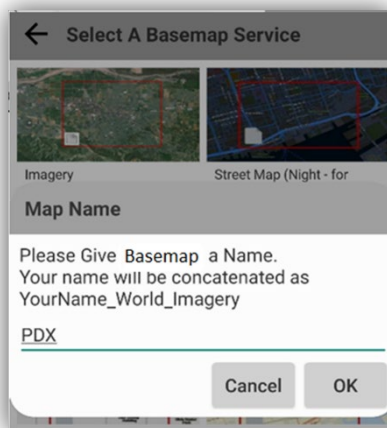 Select A Basemap Service
Imagery
Street Map (Night - for
Map Name
Please Give Basemap a Name.
Your name will be concatenated as
YourName_World_Imagery
PDX
Cancel OK